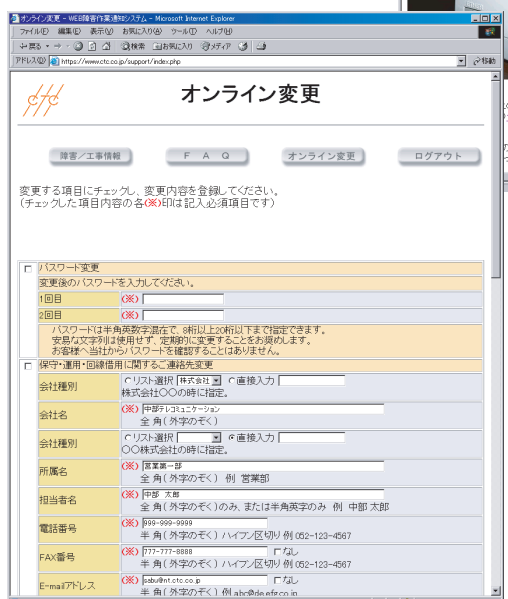 オンライン変更 - WEB障害作業通知システム - Microsoft Internet Explorer
ファイル(F) 編集(E) 表示(V) お気に入り(A) ツール(T) ヘルプ(H)
戻る 検索 お気に入り メディア
アドレス(D) https://www.ctc.co.jp/support/index.php 移動
ctc オンライン変更
障害/工事情報 F A Q オンライン変更 ログアウト
変更する項目にチェックし、変更内容を登録してください。
(チェックした項目内容の各(※)印は記入必須項目です)
パスワード変更
変更後のパスワードを入力してください。
1回目 (※)
2回目 (※)
パスワードは半角英数字混在で、8桁以上20桁以下まで指定できます。
安易な文字列は使用せず、定期的に変更することをお奨めします。
お客様へ当社からパスワードを確認することはありません。
保守・運用・回線借用に関するご連絡先変更
会社種別 リスト選択 株式会社 直接入力
株式会社〇〇の時に指定。
会社名 (※) 中部テレコミュニケーション
全 角( 外字のぞく)
会社種別 リスト選択 直接入力
〇〇株式会社の時に指定。
所属名 (※) 営業第一部
全 角( 外字のぞく) 例 営業部
担当者名 (※) 中部 太郎
全 角( 外字のぞく)のみ、または半角英字のみ 例 中部 太郎
電話番号 (※) 999-999-9999
半 角( 外字のぞく) ハイフン区切り 例 052-123-4567
FAX番号 (※) 777-777-8888 なし
半 角( 外字のぞく) ハイフン区切り 例 052-123-4567
E-mailアドレス (※) sabu@nt.ctc.co.jp なし
半 角( 外字のぞく) 例 abc@de.efg.co.jp